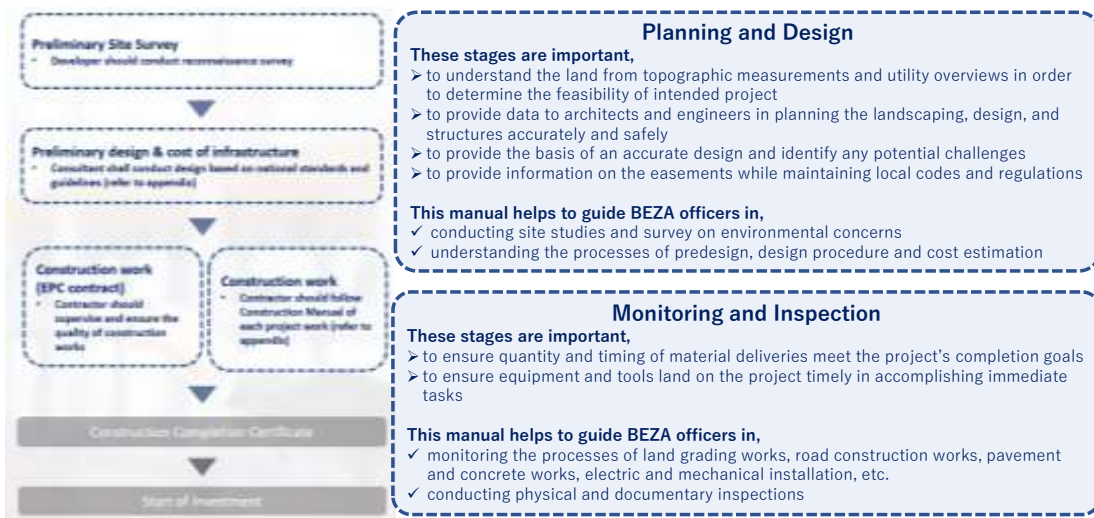 Preliminary Site Survey
• Developer should conduct reconnaissance survey
Preliminary design & cost of infrastructure
• Consultant shall conduct design based on national standards and
guidelines (refer to appendix)
Construction work
(EPC contract)
• Contractor should
supervise and ensure the
quality of construction
works
Construction work
• Contractor should follow
Construction Manual of
each project work (refer to
appendix)
Construction Completion Certificate
Start of Investment
Planning and Design
These stages are important,
➢ to understand the land from topographic measurements and utility overviews in order
to determine the feasibility of intended project
➢ to provide data to architects and engineers in planning the landscaping, design, and
structures accurately and safely
➢ to provide the basis of an accurate design and identify any potential challenges
➢ to provide information on the easements while maintaining local codes and regulations
This manual helps to guide BEZA officers in,
✓ conducting site studies and survey on environmental concerns
✓ understanding the processes of predesign, design procedure and cost estimation
Monitoring and Inspection
These stages are important,
➢ to ensure quantity and timing of material deliveries meet the project’s completion goals
➢ to ensure equipment and tools land on the project timely in accomplishing immediate
tasks
This manual helps to guide BEZA officers in,
✓ monitoring the processes of land grading works, road construction works, pavement
and concrete works, electric and mechanical installation, etc.
✓ conducting physical and documentary inspections